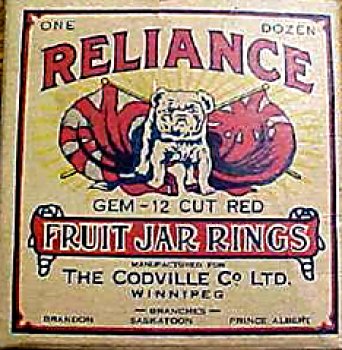 ONE DOZEN
RELIANCE
GEM-12 CUT RED
FRUIT JAR RINGS
MANUFACTURED FOR
THE CODVILLE Cº LTD.
WINNIPEG
— BRANCHES —
BRANDON SASKATOON PRINCE ALBERT